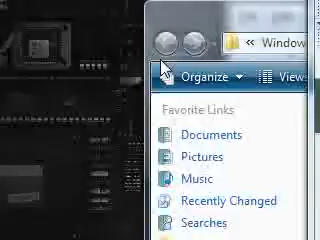 « Window
Organize Views
Favorite Links
Documents
Pictures
Music
Recently Changed
Searches